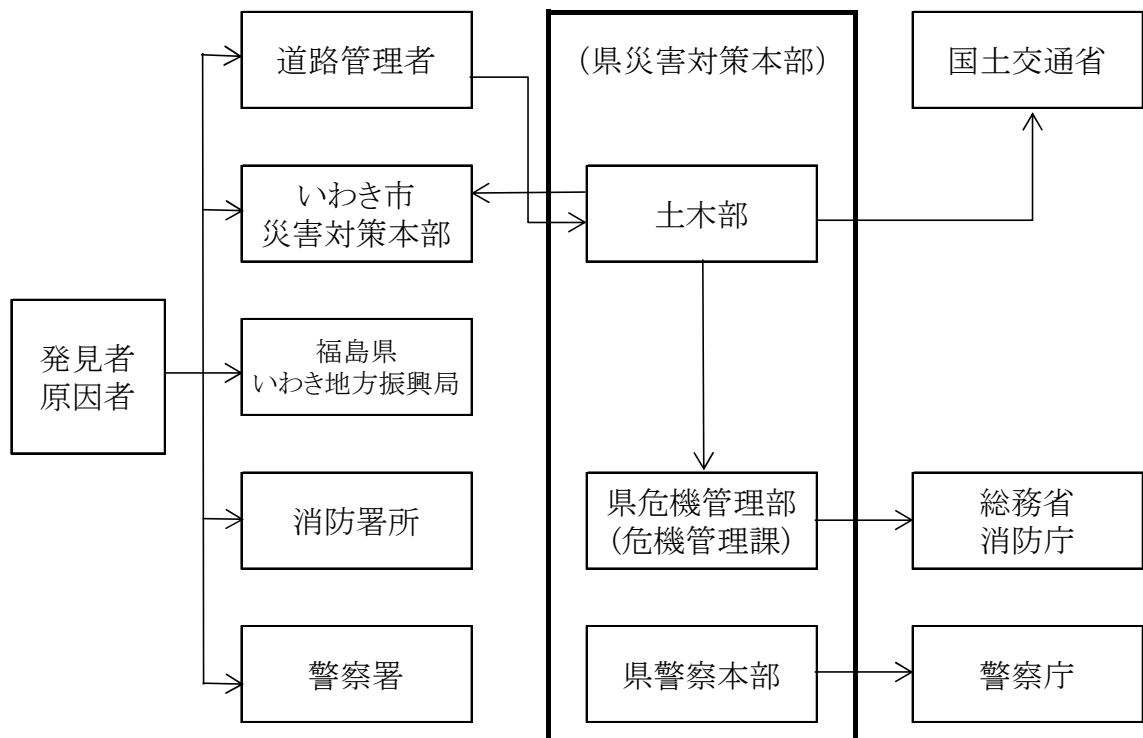 道路管理者
(県災害対策本部)
国土交通省
いわき市
災害対策本部
土木部
発見者
原因者
福島県
いわき地方振興局
消防署所
県危機管理部
(危機管理課)
総務省
消防庁
警察署
県警察本部
警察庁